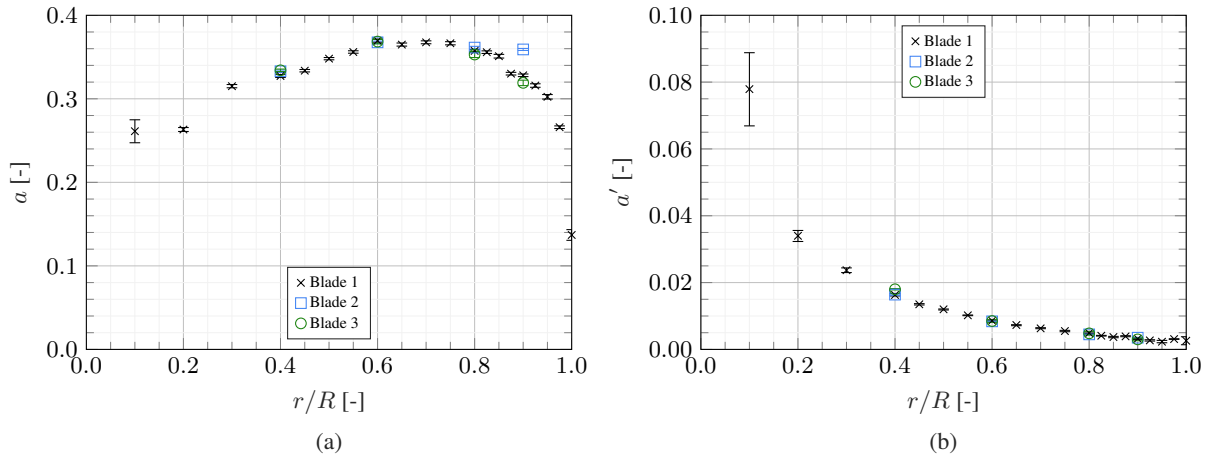 0.4
0.3
0.2
0.1
0.0
a [-]
0.0 0.2 0.4 0.6 0.8 1.0
r/R [-]
Blade 1
Blade 2
Blade 3
(a)
0.10
0.08
0.06
0.04
0.02
0.00
a′ [-]
0.0 0.2 0.4 0.6 0.8 1.0
r/R [-]
Blade 1
Blade 2
Blade 3
(b)